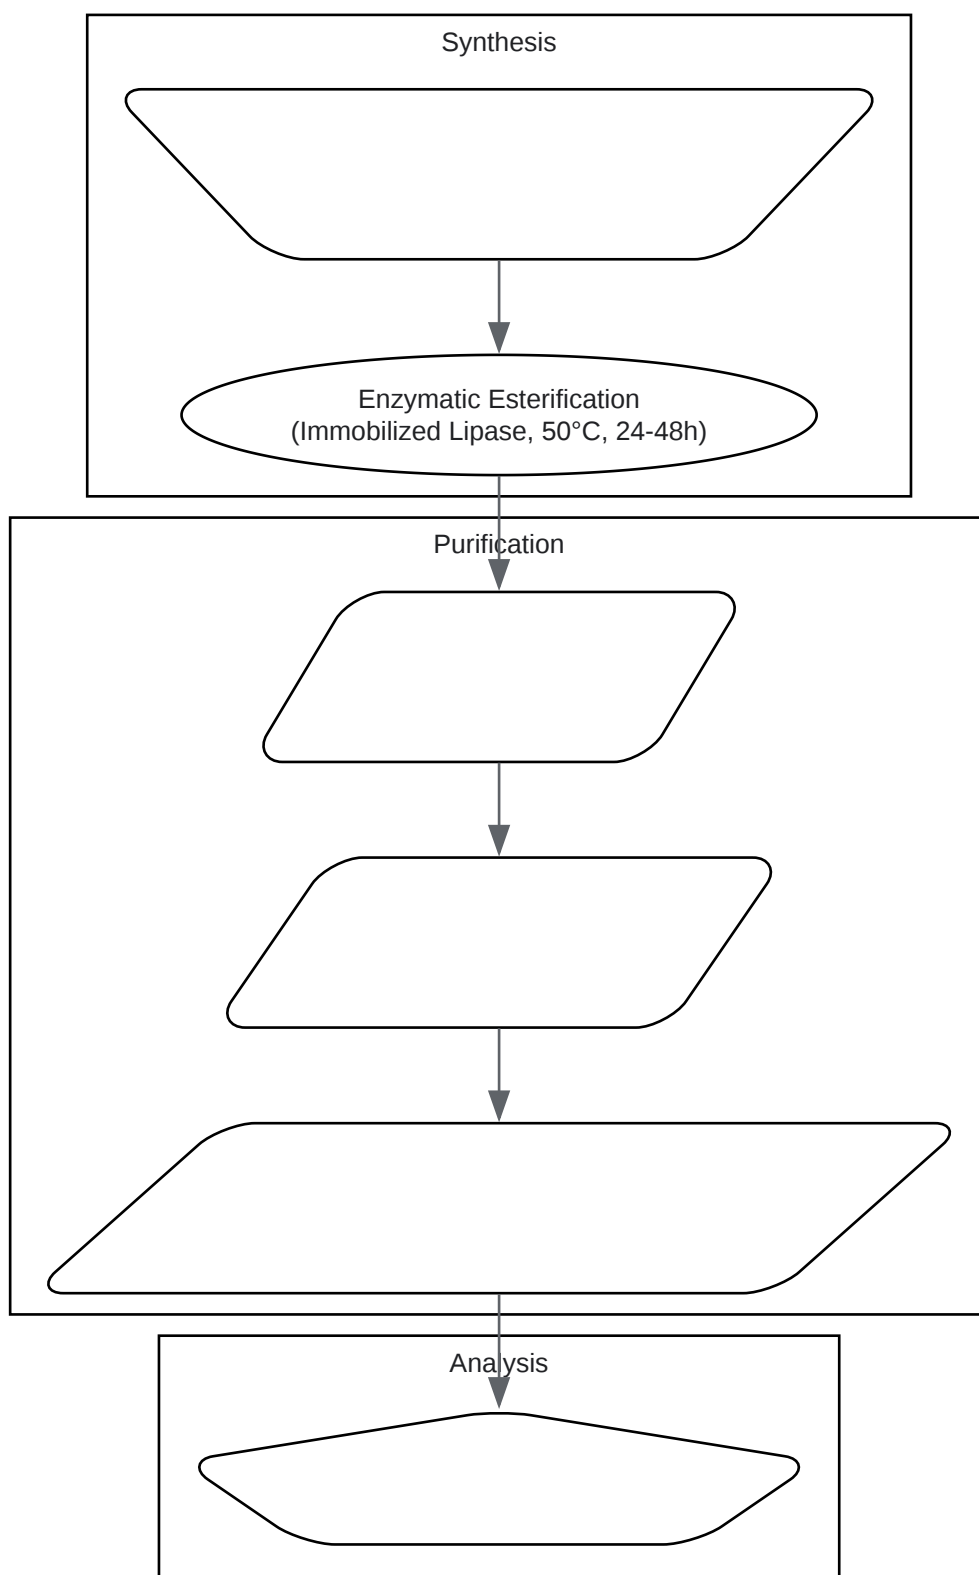 Synthesis
Enzymatic Esterification
(Immobilized Lipase, 50°C, 24-48h)
Purification
Analysis